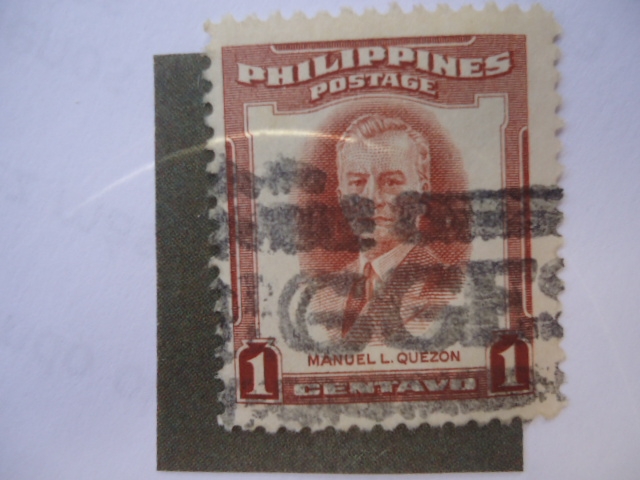 PHILIPPINES
POSTAGE
MANUEL L. QUEZON
1 CENTAVO 1